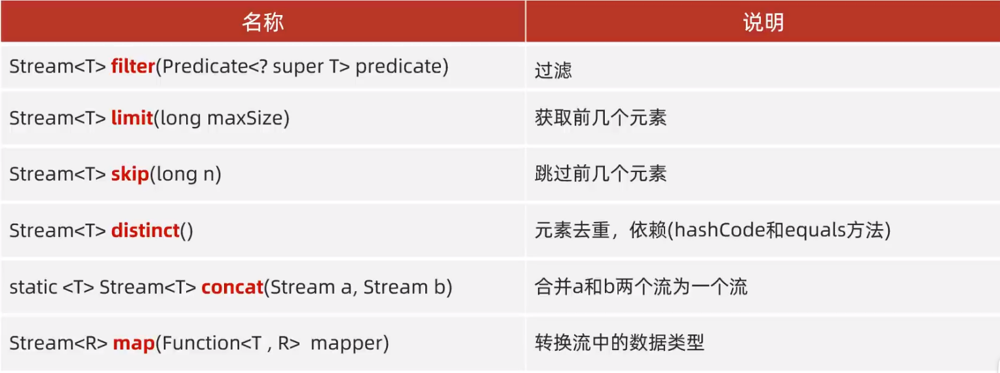 名称 说明
Stream<T> filter(Predicate<? super T> predicate) 过滤
Stream<T> limit(long maxSize) 获取前几个元素
Stream<T> skip(long n) 跳过前几个元素
Stream<T> distinct() 元素去重，依赖(hashCode和equals方法)
static <T> Stream<T> concat(Stream a, Stream b) 合并a和b两个流为一个流
Stream<R> map(Function<T , R>  mapper) 转换流中的数据类型